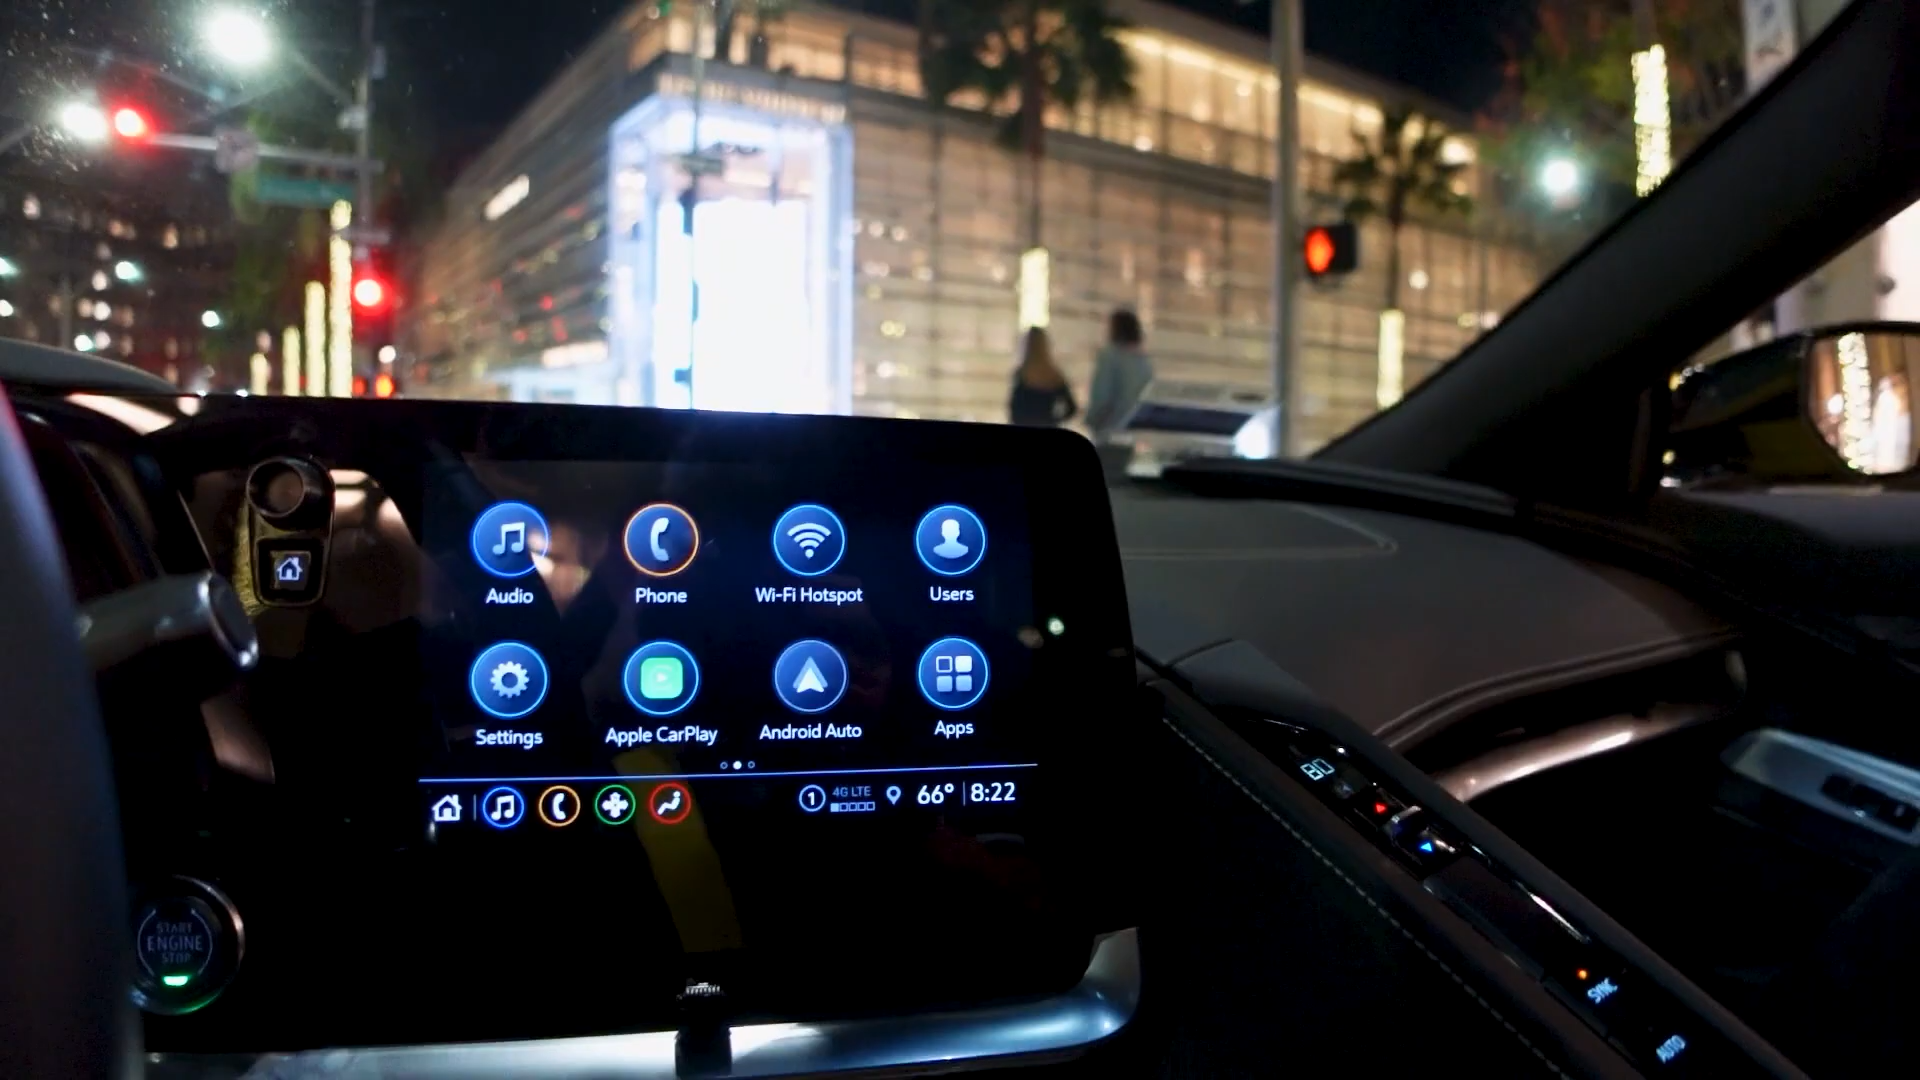 Audio
Phone
Wi-Fi Hotspot
Users
Settings
Apple CarPlay
Android Auto
Apps
1
4G LTE
66°
8:22
START
ENGINE
STOP
SYNC
AUTO